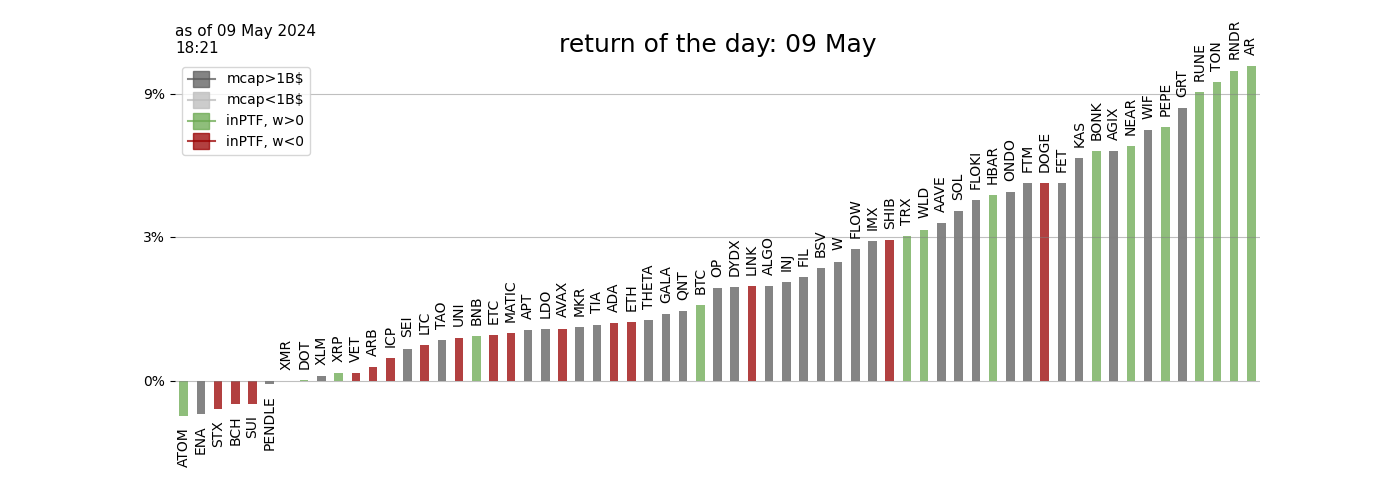 as of 09 May 2024
18:21
return of the day: 09 May
mcap>1B$
mcap<1B$
inPTF, w>0
inPTF, w<0
9%
3%
0%
ATOM
ENA
STX
BCH
SUI
PENDLE
XMR
DOT
XLM
XRP
VET
ARB
ICP
SEI
LTC
TAO
UNI
BNB
ETC
MATIC
APT
LDO
AVAX
MKR
TIA
ADA
ETH
THETA
GALA
QNT
BTC
OP
DYDX
LINK
ALGO
INJ
FIL
BSV
W
FLOW
IMX
SHIB
TRX
WLD
AAVE
SOL
FLOKI
HBAR
ONDO
FTM
DOGE
FET
KAS
BONK
AGIX
NEAR
WIF
PEPE
GRT
RUNE
TON
RNDR
AR